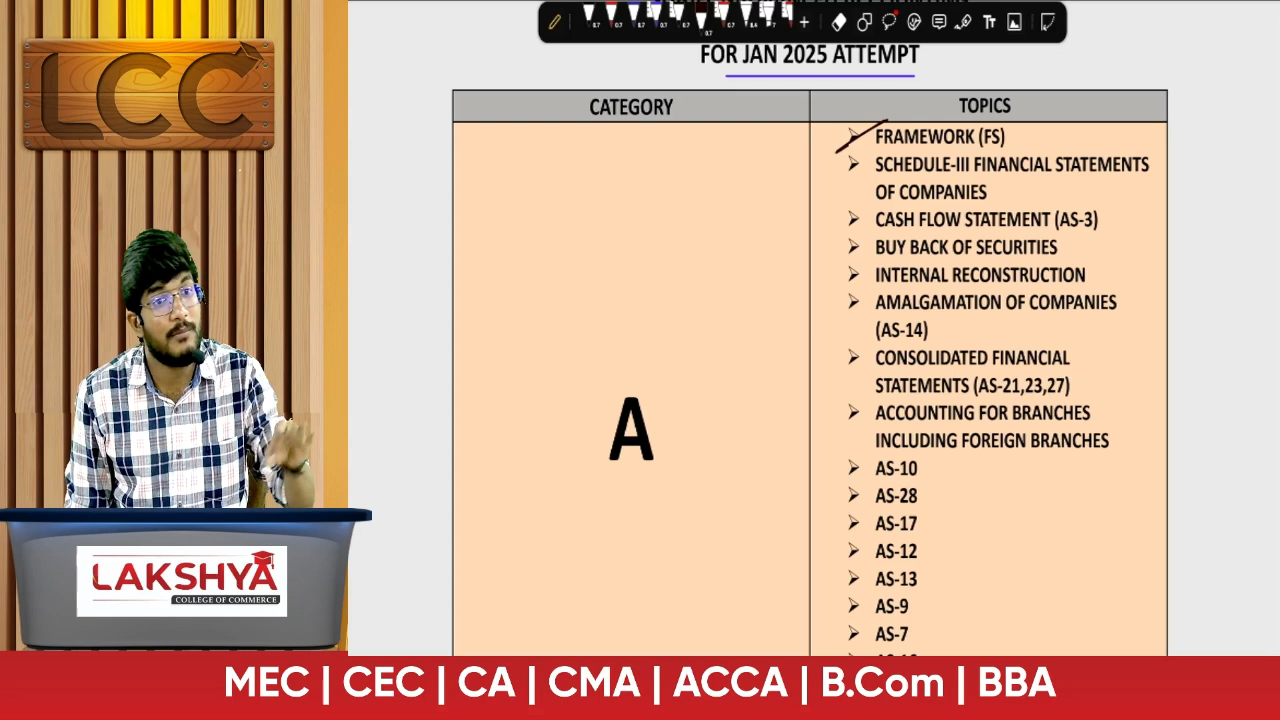 LCC
FOR JAN 2025 ATTEMPT
CATEGORY
TOPICS
FRAMEWORK (FS)
SCHEDULE-III FINANCIAL STATEMENTS
OF COMPANIES
CASH FLOW STATEMENT (AS-3)
BUY BACK OF SECURITIES
INTERNAL RECONSTRUCTION
AMALGAMATION OF COMPANIES
(AS-14)
CONSOLIDATED FINANCIAL
STATEMENTS (AS-21,23,27)
ACCOUNTING FOR BRANCHES
INCLUDING FOREIGN BRANCHES
AS-10
AS-28
AS-17
AS-12
AS-13
AS-9
AS-7
A
LAKSHYA
COLLEGE OF COMMERCE
MEC | CEC | CA | CMA | ACCA | B.Com | BBA